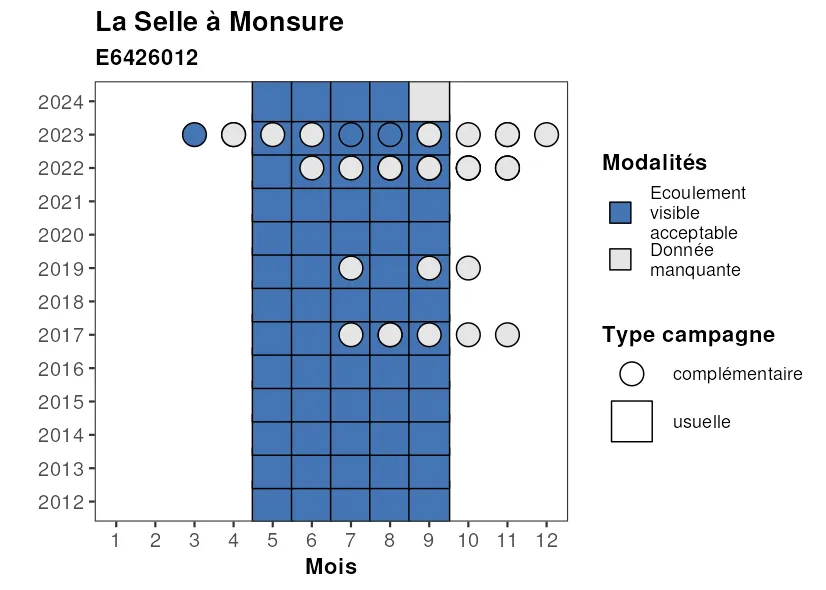 La Selle à Monsure
E6426012
2024
2023
2022
2021
2020
2019
2018
2017
2016
2015
2014
2013
2012
1 2 3 4 5 6 7 8 9 10 11 12
Mois
Modalités
Ecoulement
visible
acceptable
Donnée
manquante
Type campagne
complémentaire
usuelle